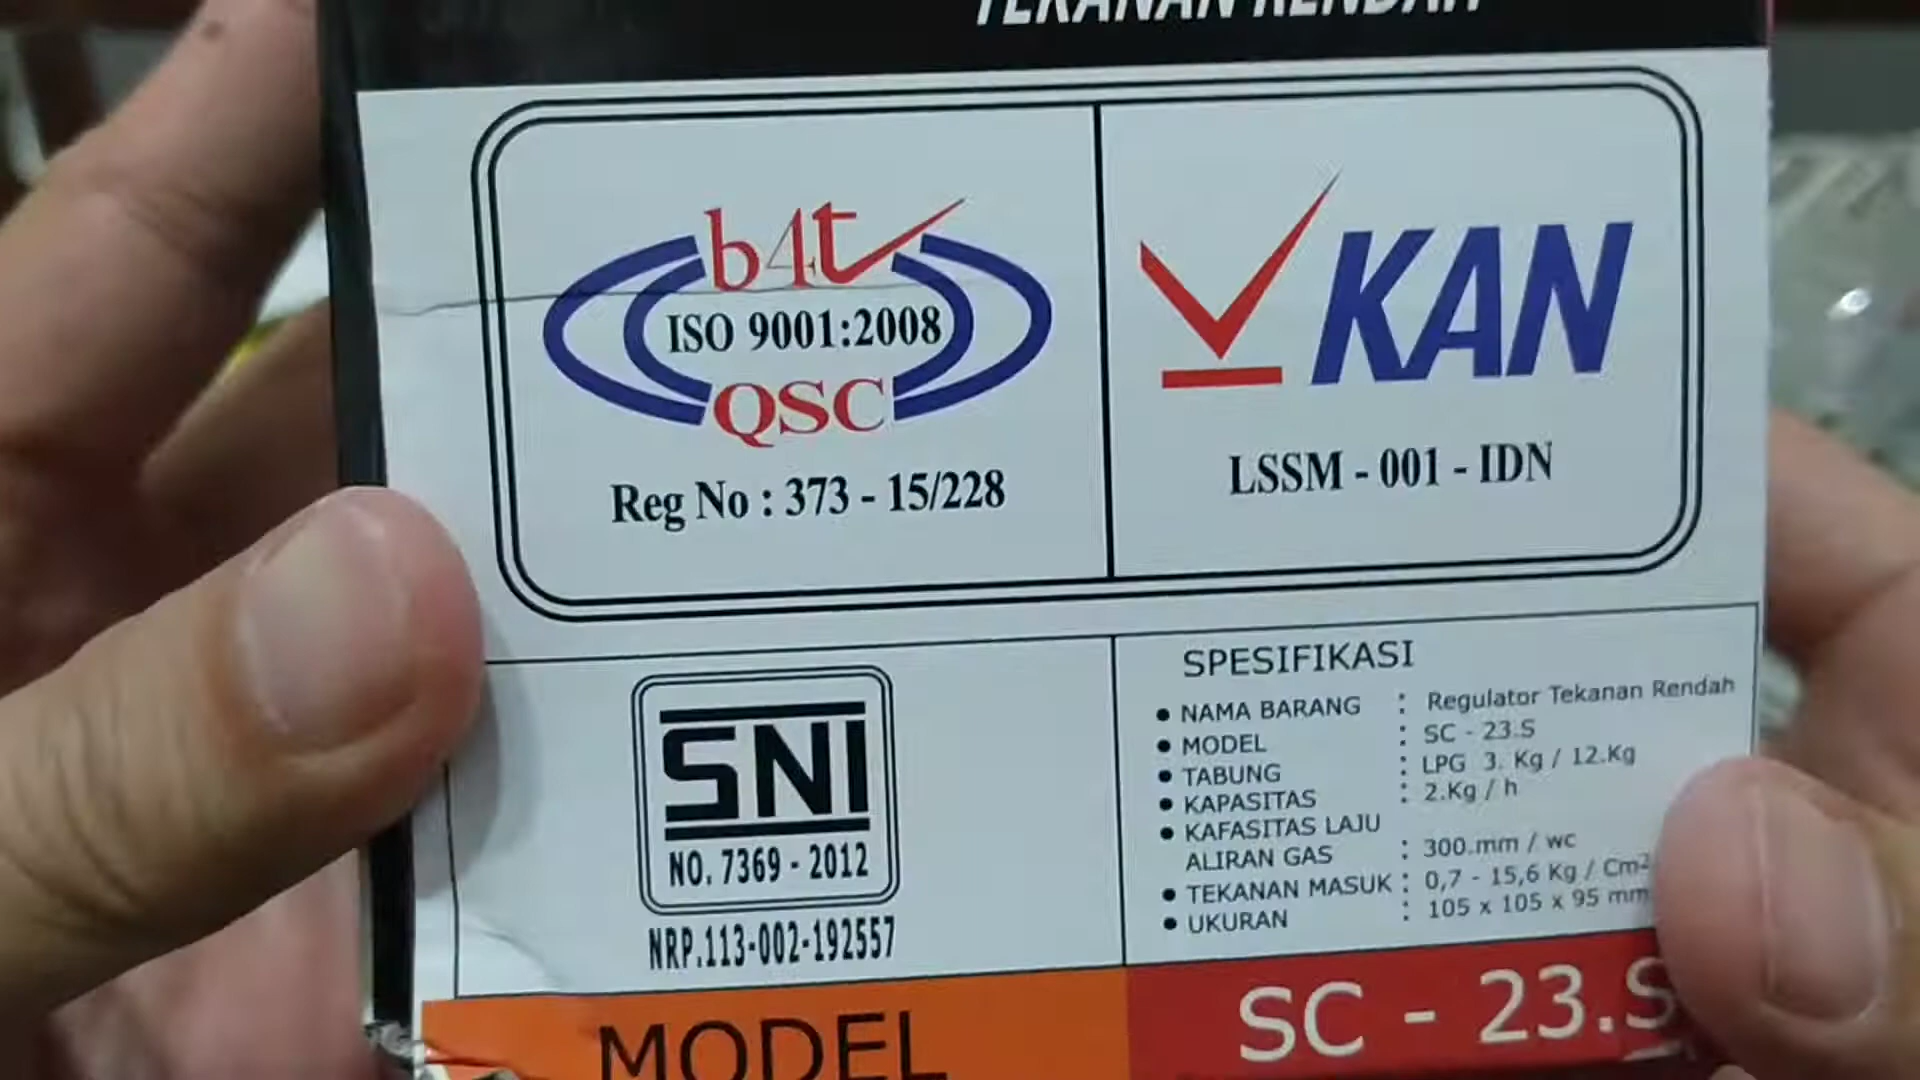 TEKANAN RENDAH
b4t
ISO 9001:2008
QSC
Reg No : 373 - 15/228
KAN
LSSM - 001 - IDN
SNI
NO. 7369 - 2012
NRP.113-002-192557
SPESIFIKASI
• NAMA BARANG : Regulator Tekanan Rendah
• MODEL : SC - 23.S
• TABUNG : LPG 3. Kg / 12.Kg
• KAPASITAS : 2.Kg / h
• KAFASITAS LAJU
ALIRAN GAS : 300.mm / wc
• TEKANAN MASUK : 0,7 - 15,6 Kg / Cm2
• UKURAN : 105 x 105 x 95 mm
MODEL SC - 23.S